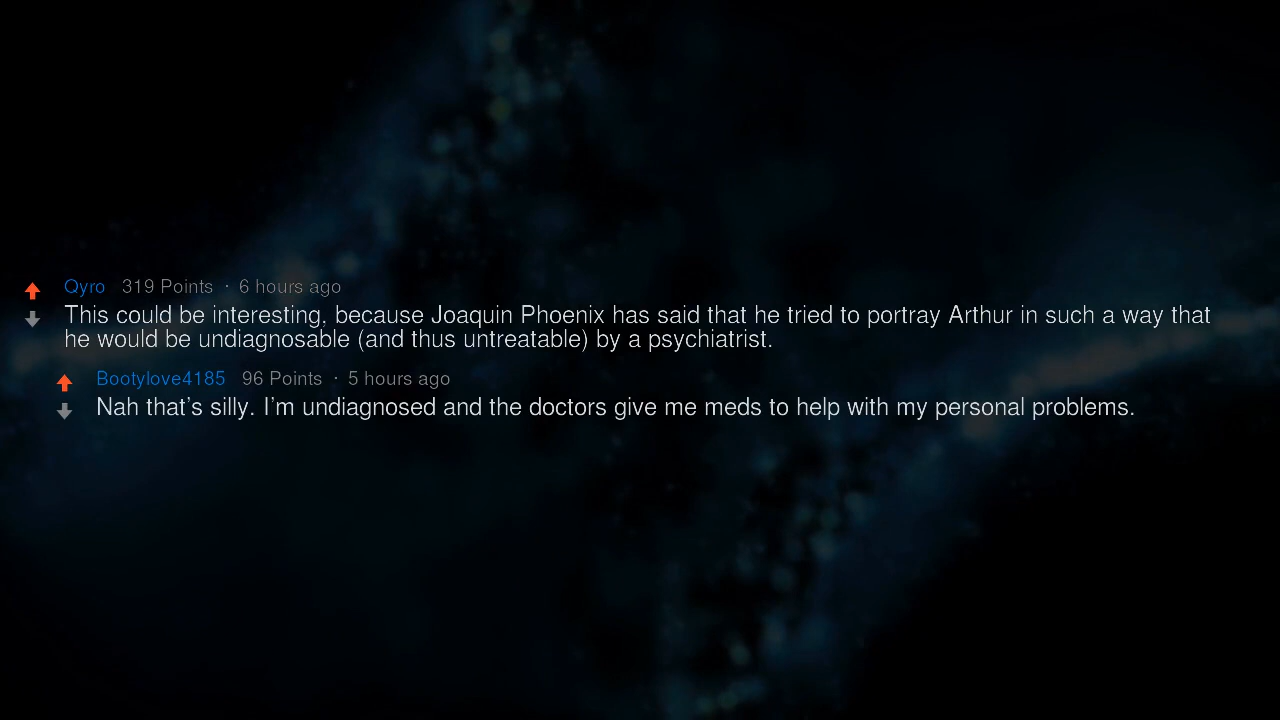 Qyro 319 Points · 6 hours ago
This could be interesting, because Joaquin Phoenix has said that he tried to portray Arthur in such a way that
he would be undiagnosable (and thus untreatable) by a psychiatrist.
Bootylove4185 96 Points · 5 hours ago
Nah that's silly. I'm undiagnosed and the doctors give me meds to help with my personal problems.